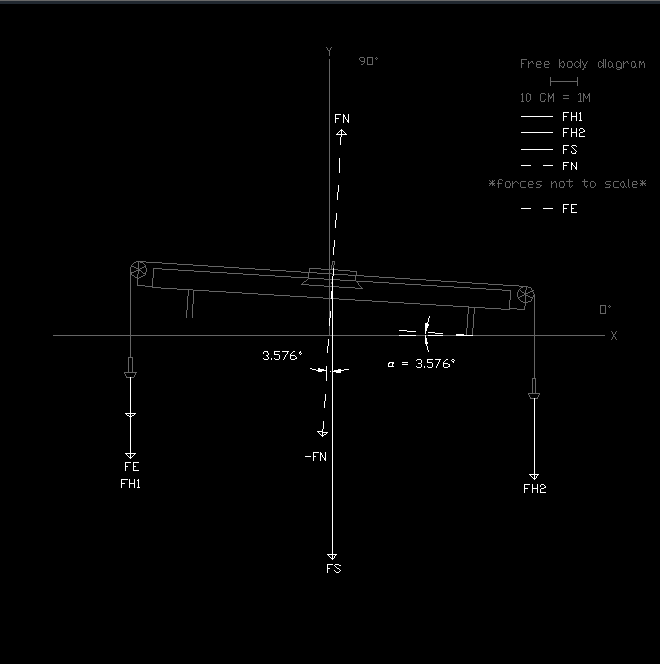 Y
90°
Free body diagram
10 CM = 1M
FN
FH1
FH2
FS
FN
*forces not to scale*
FE
0°
X
3.576°
α = 3.576°
-FN
FE
FH1
FH2
FS